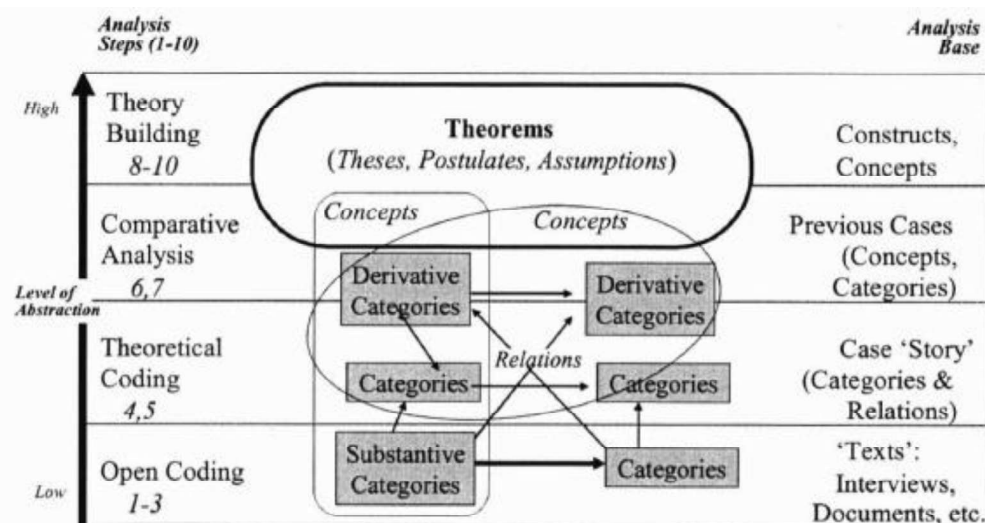 Analysis
Steps (1-10)
Analysis
Base
High
Theory
Building
8-10
Theorems
(Theses, Postulates, Assumptions)
Constructs,
Concepts
Concepts
Concepts
Comparative
Analysis
6,7
Derivative
Categories
Derivative
Categories
Previous Cases
(Concepts,
Categories)
Level of
Abstraction
Theoretical
Coding
4,5
Relations
Categories
Categories
Case 'Story'
(Categories &
Relations)
Open Coding
1-3
Substantive
Categories
Categories
'Texts':
Interviews,
Documents, etc.
Low